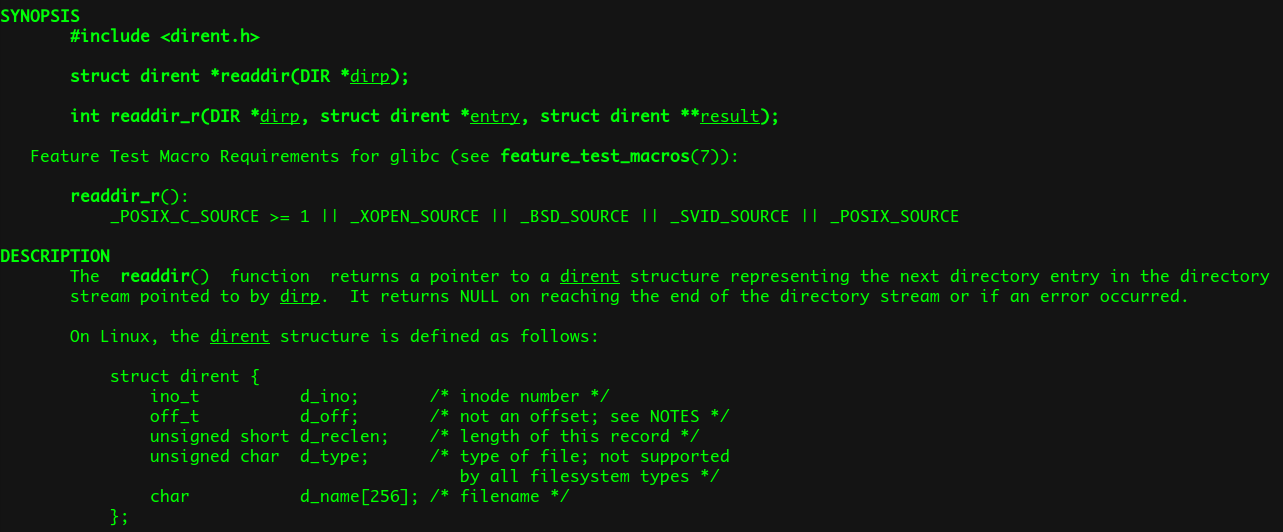 SYNOPSIS
#include <dirent.h>
struct dirent *readdir(DIR *dirp);
int readdir_r(DIR *dirp, struct dirent *entry, struct dirent **result);
Feature Test Macro Requirements for glibc (see feature_test_macros(7)):
readdir_r():
_POSIX_C_SOURCE >= 1 || _XOPEN_SOURCE || _BSD_SOURCE || _SVID_SOURCE || _POSIX_SOURCE
DESCRIPTION
The  readdir()  function  returns a pointer to a dirent structure representing the next directory entry in the directory
stream pointed to by dirp.  It returns NULL on reaching the end of the directory stream or if an error occurred.
On Linux, the dirent structure is defined as follows:
struct dirent {
ino_t          d_ino;       /* inode number */
off_t          d_off;       /* not an offset; see NOTES */
unsigned short d_reclen;    /* length of this record */
unsigned char  d_type;      /* type of file; not supported
by all filesystem types */
char           d_name[256]; /* filename */
};